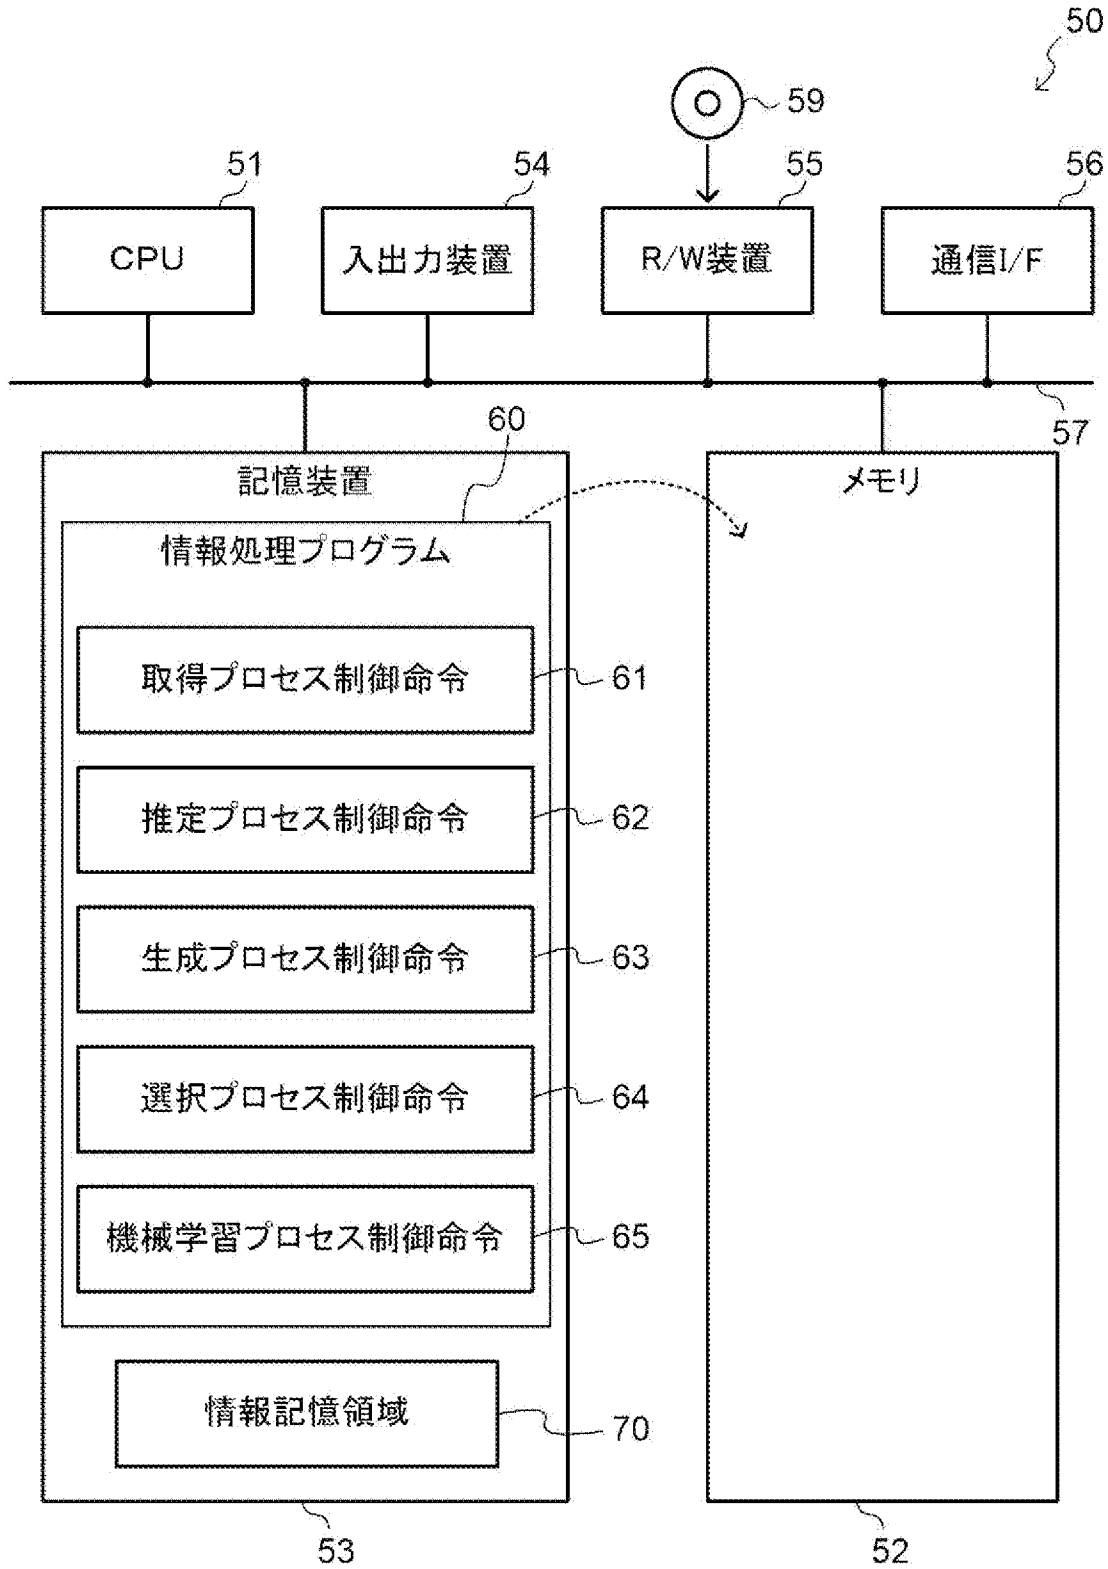 50
59
51
54
55
56
CPU
入出力装置
R/W装置
通信I/F
57
60
記憶装置
メモリ
情報処理プログラム
取得プロセス制御命令
61
推定プロセス制御命令
62
生成プロセス制御命令
63
選択プロセス制御命令
64
機械学習プロセス制御命令
65
情報記憶領域
70
53
52